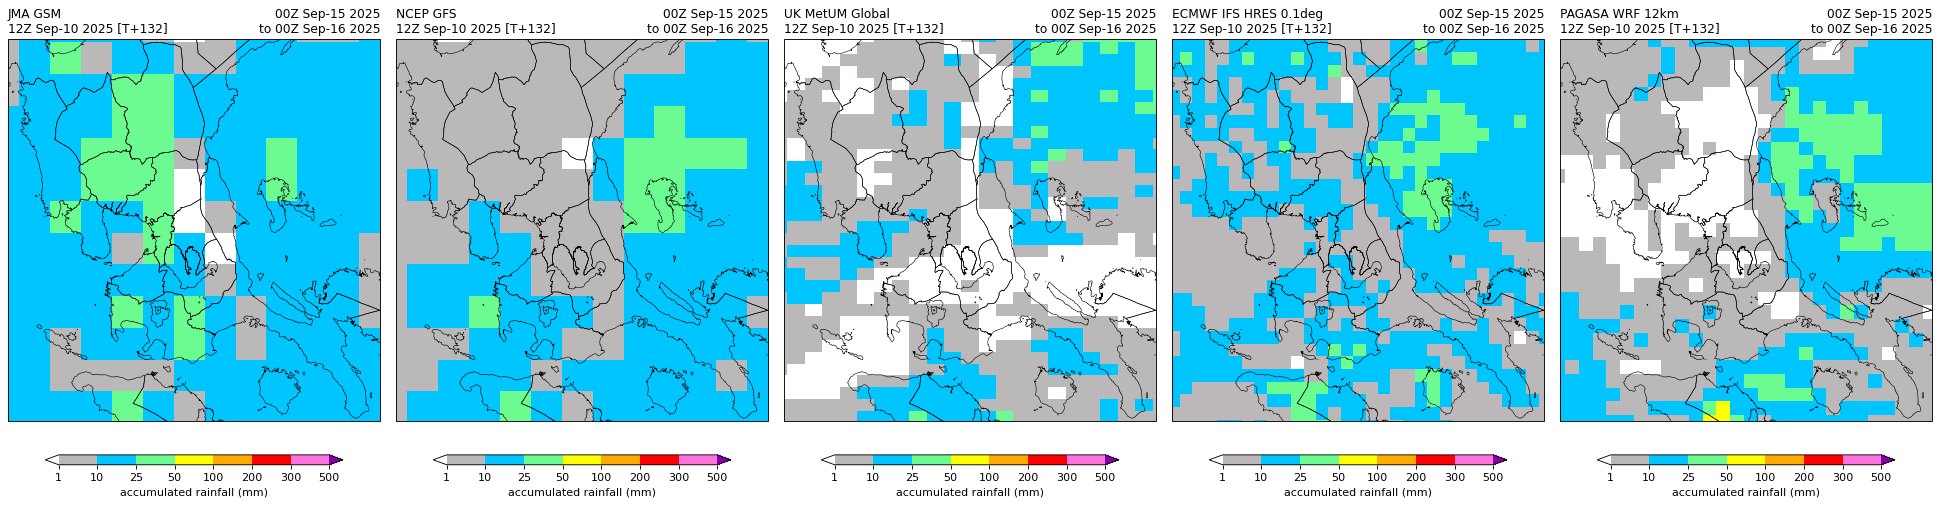 JMA GSM 00Z Sep-15 2025
12Z Sep-10 2025 [T+132] to 00Z Sep-16 2025
NCEP GFS 00Z Sep-15 2025
12Z Sep-10 2025 [T+132] to 00Z Sep-16 2025
UK MetUM Global 00Z Sep-15 2025
12Z Sep-10 2025 [T+132] to 00Z Sep-16 2025
ECMWF IFS HRES 0.1deg 00Z Sep-15 2025
12Z Sep-10 2025 [T+132] to 00Z Sep-16 2025
PAGASA WRF 12km 00Z Sep-15 2025
12Z Sep-10 2025 [T+132] to 00Z Sep-16 2025
1 10 25 50 100 200 300 500
accumulated rainfall (mm)
1 10 25 50 100 200 300 500
accumulated rainfall (mm)
1 10 25 50 100 200 300 500
accumulated rainfall (mm)
1 10 25 50 100 200 300 500
accumulated rainfall (mm)
1 10 25 50 100 200 300 500
accumulated rainfall (mm)